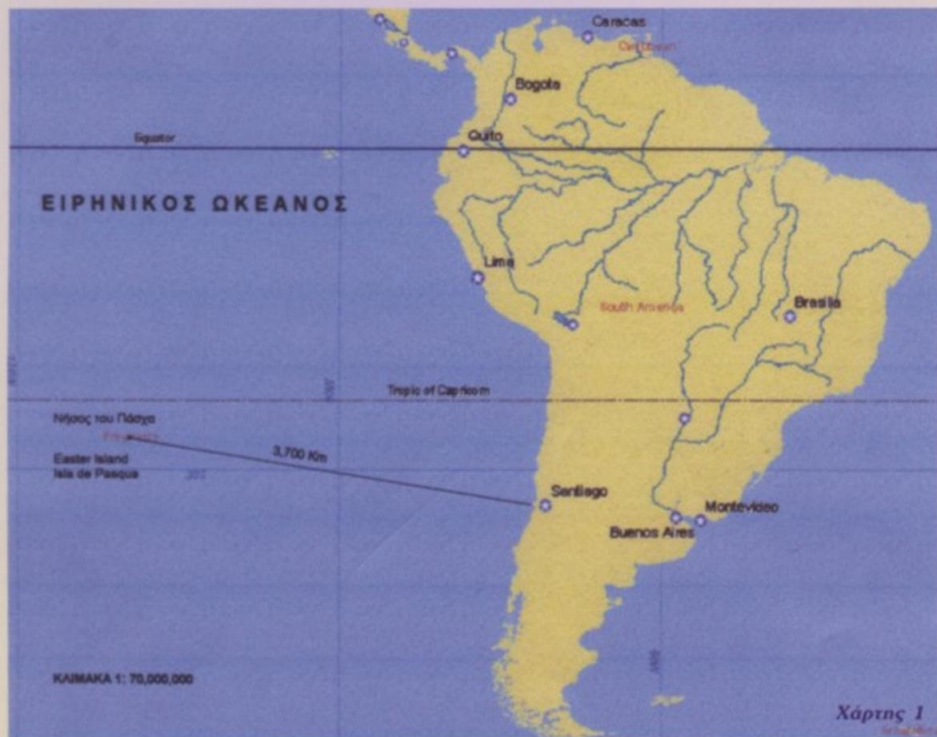 Caracas
Caribbean
Bogota
Equator
Quito
ΕΙΡΗΝΙΚΟΣ ΩΚΕΑΝΟΣ
Lima
South America
Brasilia
Tropic of Capricorn
Νήσος του Πάσχα
Easter Island
Isla de Pasqua
3,700 Km
Santiago
Montevideo
Buenos Aires
ΚΛΙΜΑΚΑ 1: 70,000,000
Χάρτης 1